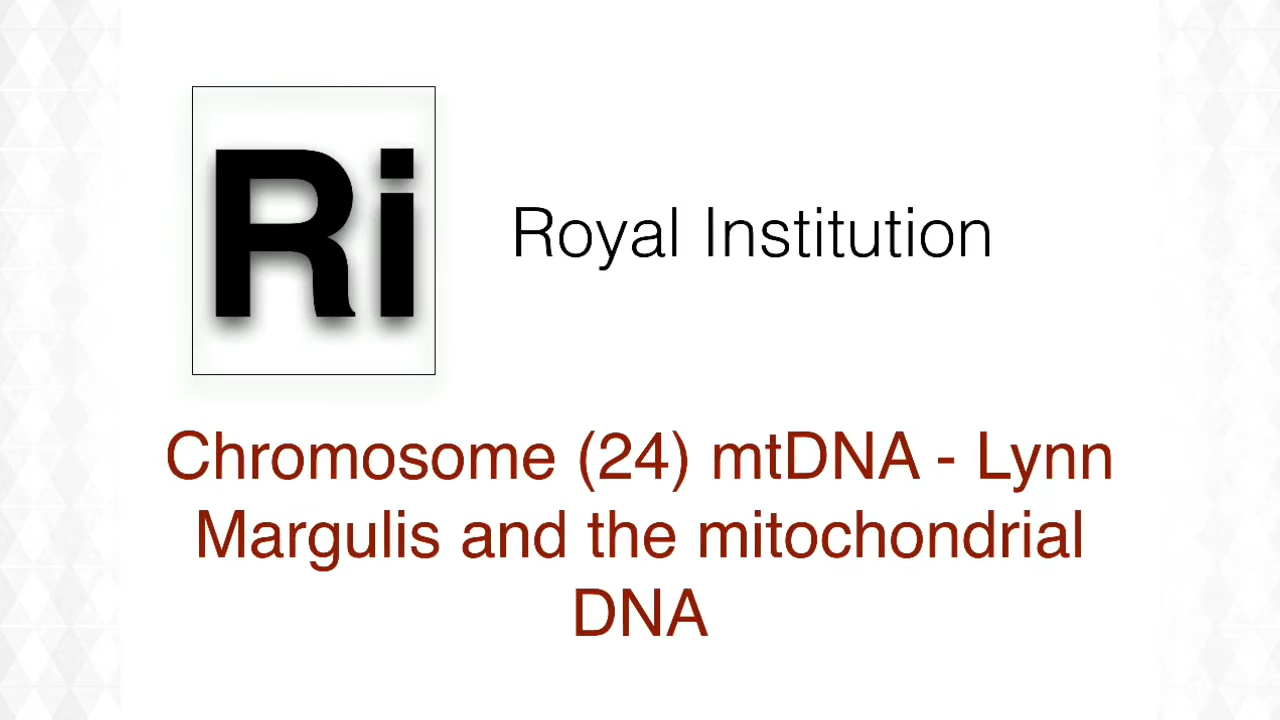 Ri
Royal Institution
Chromosome (24) mtDNA - Lynn
Margulis and the mitochondrial
DNA